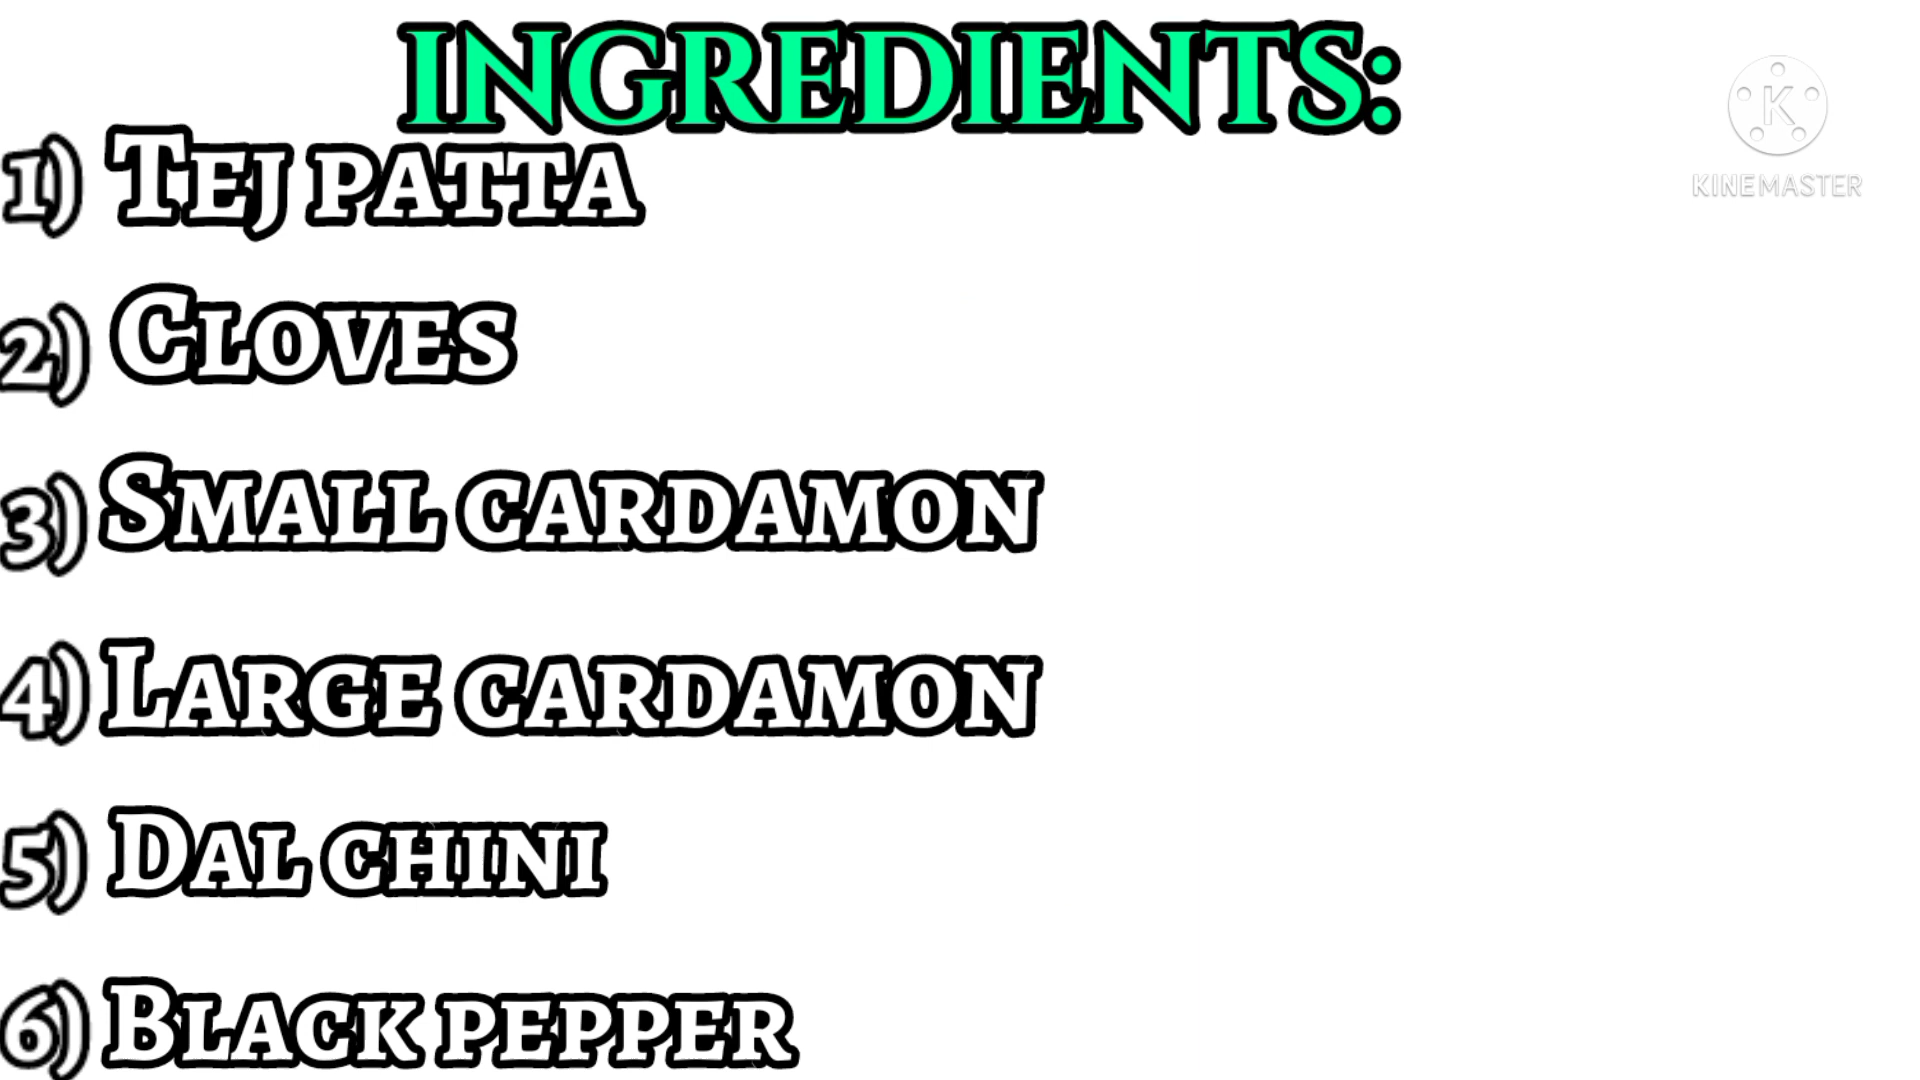 INGREDIENTS:
1) TEJ PATTA
2) CLOVES
3) SMALL CARDAMON
4) LARGE CARDAMON
5) DAL CHINI
6) BLACK PEPPER
K
KINEMASTER